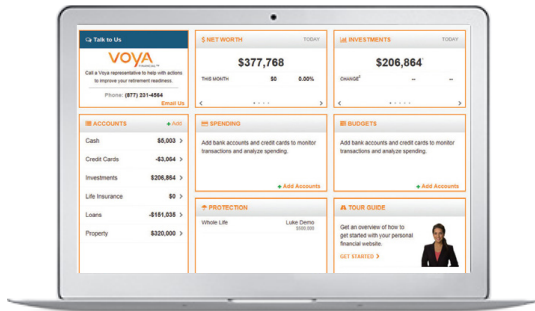 Talk to Us
VOYA
FINANCIAL™
Call a Voya representative to help with actions
to improve your retirement readiness.
Phone: (877) 231-4564
Email Us
ACCOUNTS
+ Add
Cash $5,003 >
Credit Cards -$3,064 >
Investments $206,864 >
Life Insurance $0 >
Loans -$151,035 >
Property $320,000 >
$ NET WORTH TODAY
$377,768
THIS MONTH $0 0.00%
< >
INVESTMENTS TODAY
$206,864
CHANGE -- --
< >
SPENDING
Add bank accounts and credit cards to monitor
transactions and analyze spending.
+ Add Accounts
BUDGETS
Add bank accounts and credit cards to monitor
transactions and analyze spending.
+ Add Accounts
PROTECTION
Whole Life Luke Demo
TOUR GUIDE
Get an overview of how to
get started with your personal
financial website.
GET STARTED >